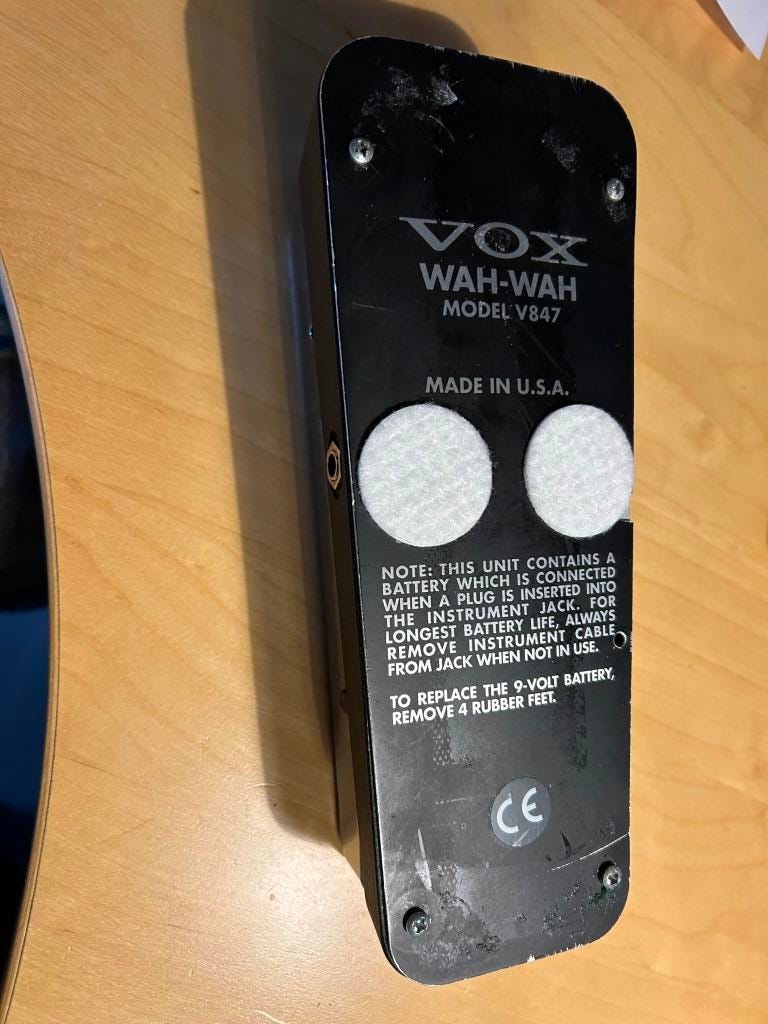 VOX
WAH-WAH
MODEL V847
MADE IN U.S.A.
NOTE: THIS UNIT CONTAINS A
BATTERY WHICH IS CONNECTED
WHEN A PLUG IS INSERTED INTO
THE INSTRUMENT JACK. FOR
LONGEST BATTERY LIFE, ALWAYS
REMOVE INSTRUMENT CABLE
FROM JACK WHEN NOT IN USE.
TO REPLACE THE 9-VOLT BATTERY,
REMOVE 4 RUBBER FEET.
CE